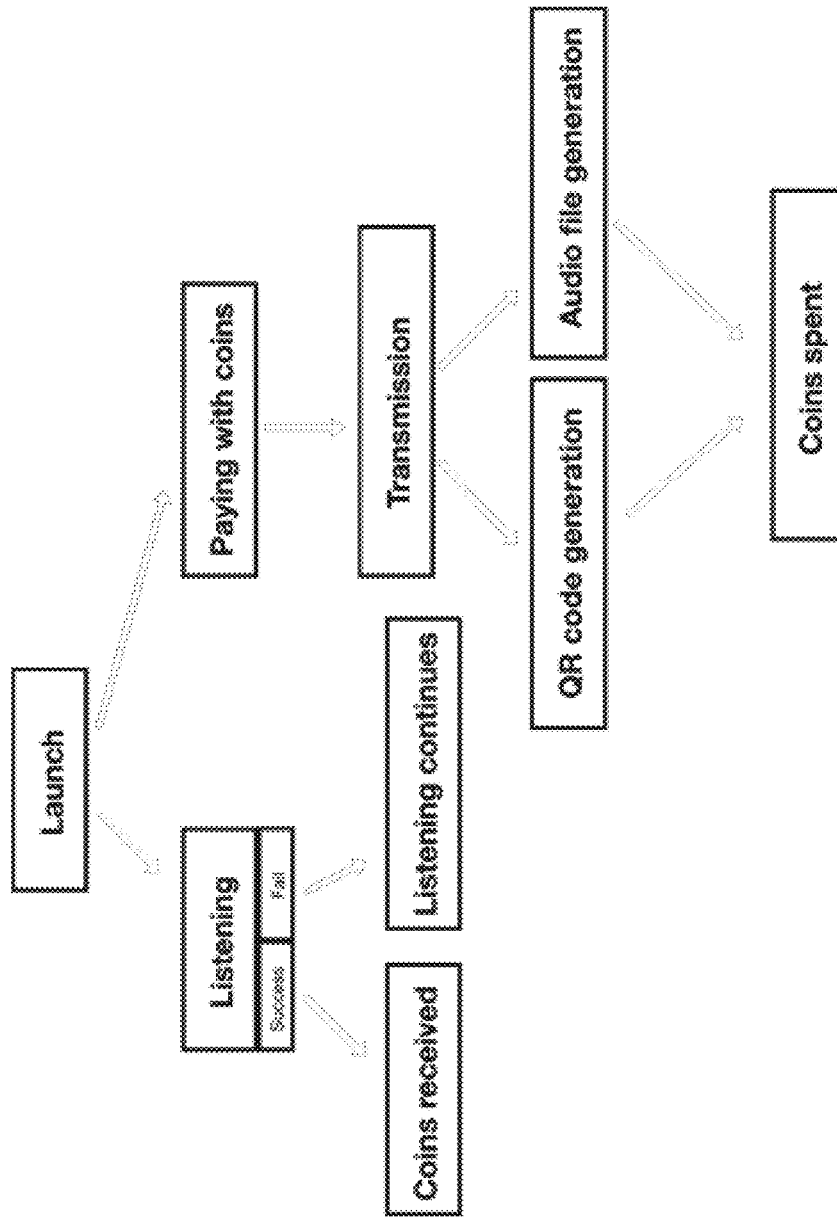 Launch
Listening
Success
Fail
Paying with coins
Coins received
Listening continues
Transmission
QR code generation
Audio file generation
Coins spent